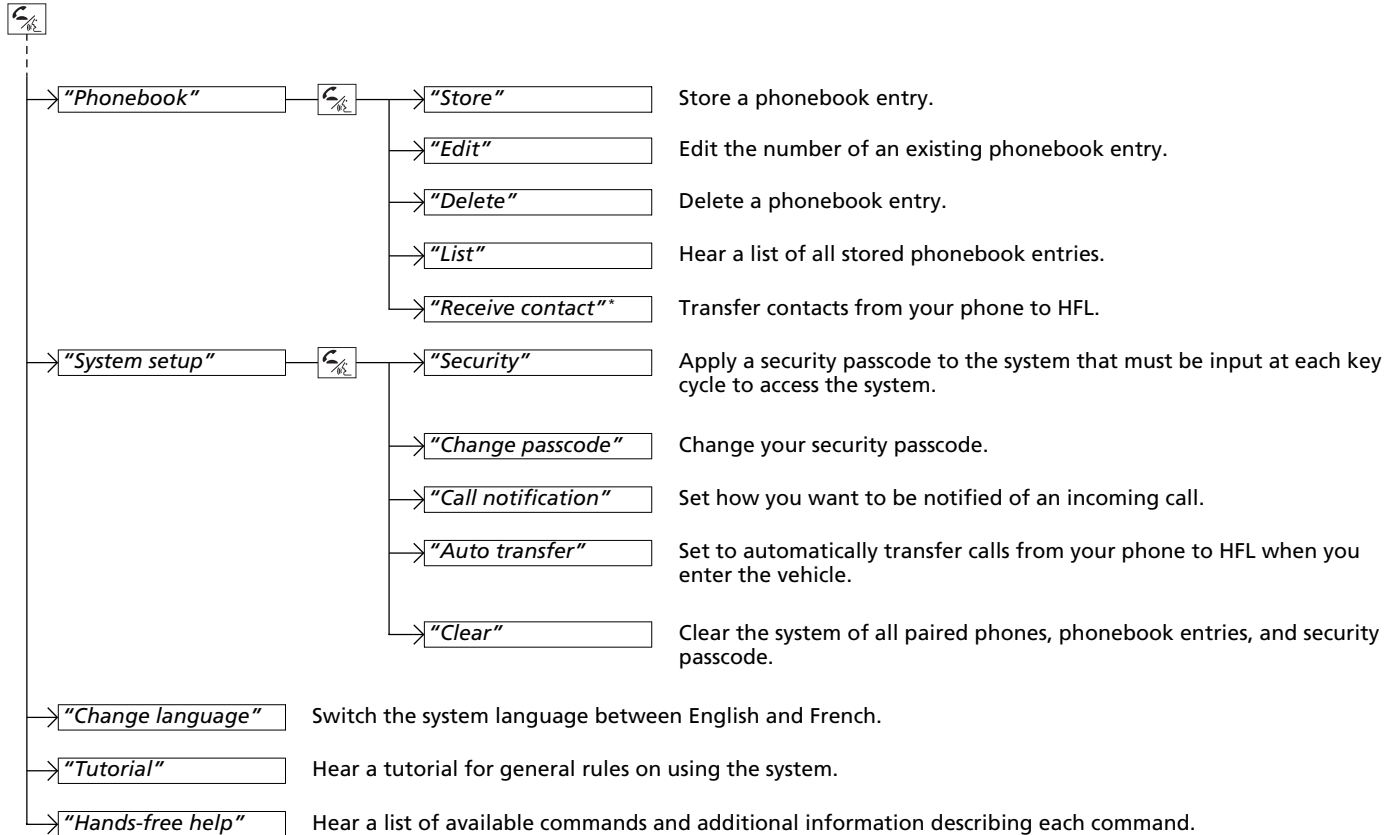 "Phonebook"
"Store"
Store a phonebook entry.
"Edit"
Edit the number of an existing phonebook entry.
"Delete"
Delete a phonebook entry.
"List"
Hear a list of all stored phonebook entries.
"Receive contact"*
Transfer contacts from your phone to HFL.
"System setup"
"Security"
Apply a security passcode to the system that must be input at each key
cycle to access the system.
"Change passcode"
Change your security passcode.
"Call notification"
Set how you want to be notified of an incoming call.
"Auto transfer"
Set to automatically transfer calls from your phone to HFL when you
enter the vehicle.
"Clear"
Clear the system of all paired phones, phonebook entries, and security
passcode.
"Change language"
Switch the system language between English and French.
"Tutorial"
Hear a tutorial for general rules on using the system.
"Hands-free help"
Hear a list of available commands and additional information describing each command.